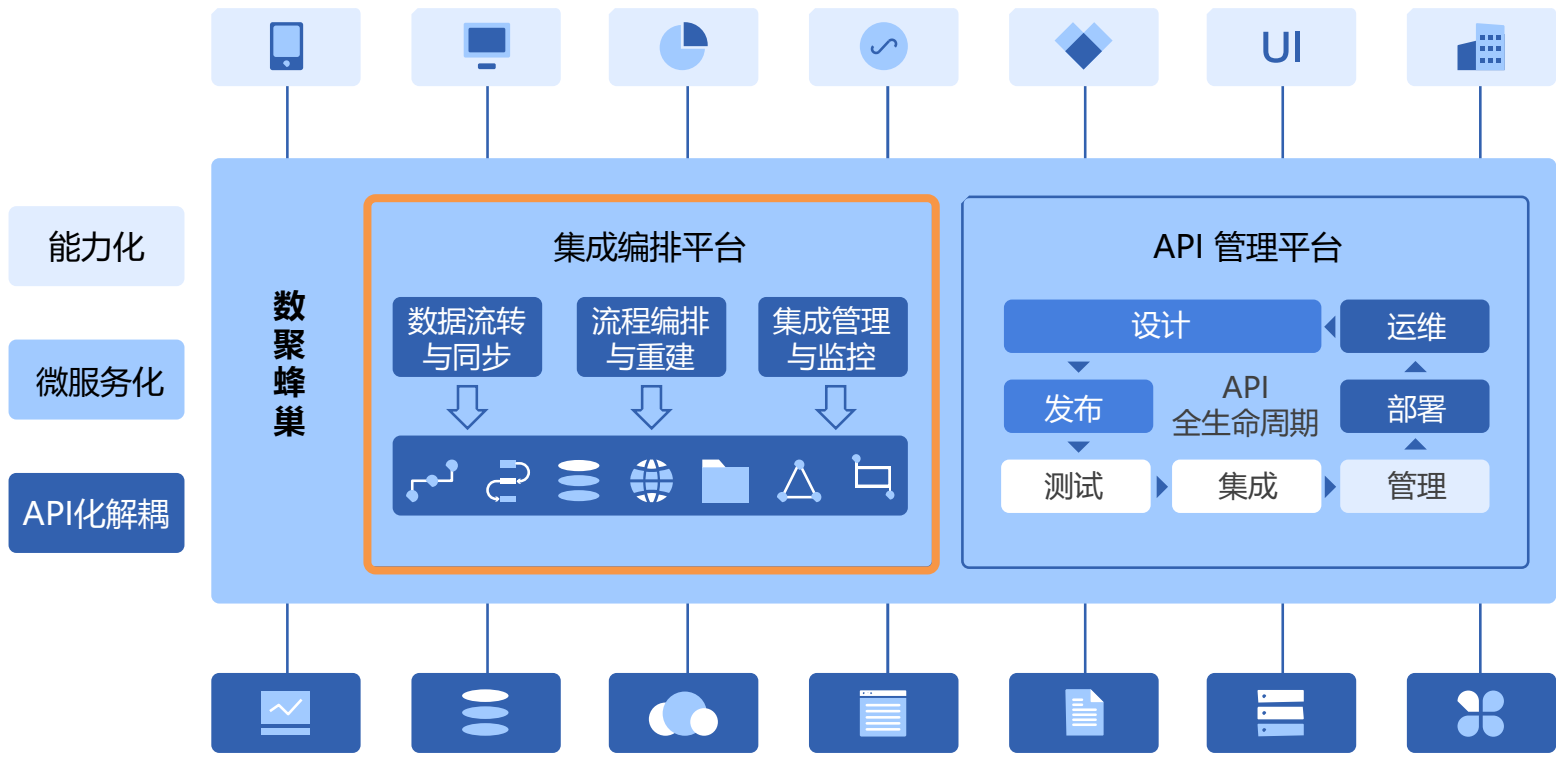 UI
能力化
微服务化
API化解耦
数
聚
蜂
巢
集成编排平台
数据流转
与同步
流程编排
与重建
集成管理
与监控
API 管理平台
设计
运维
发布
API
全生命周期
部署
测试
集成
管理